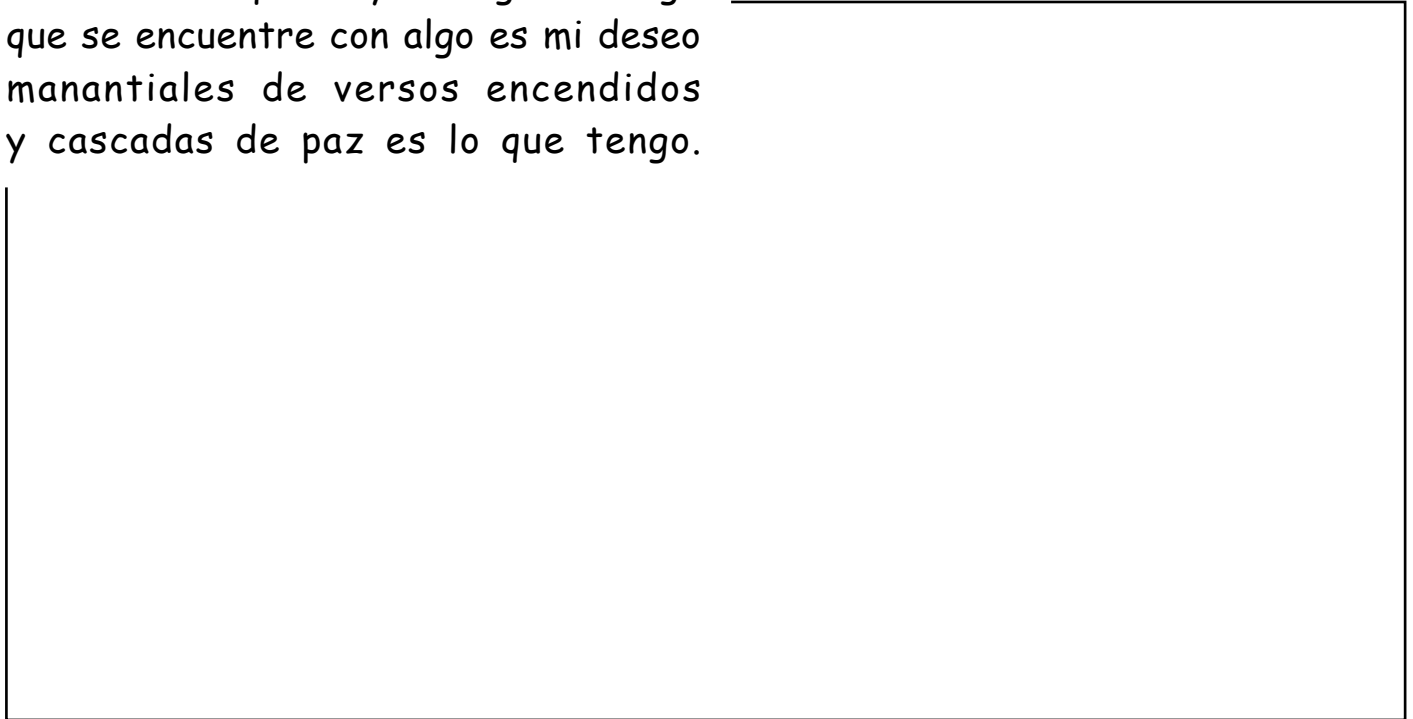 que se encuentre con algo es mi deseo
manantiales de versos encendidos
y cascadas de paz es lo que tengo.